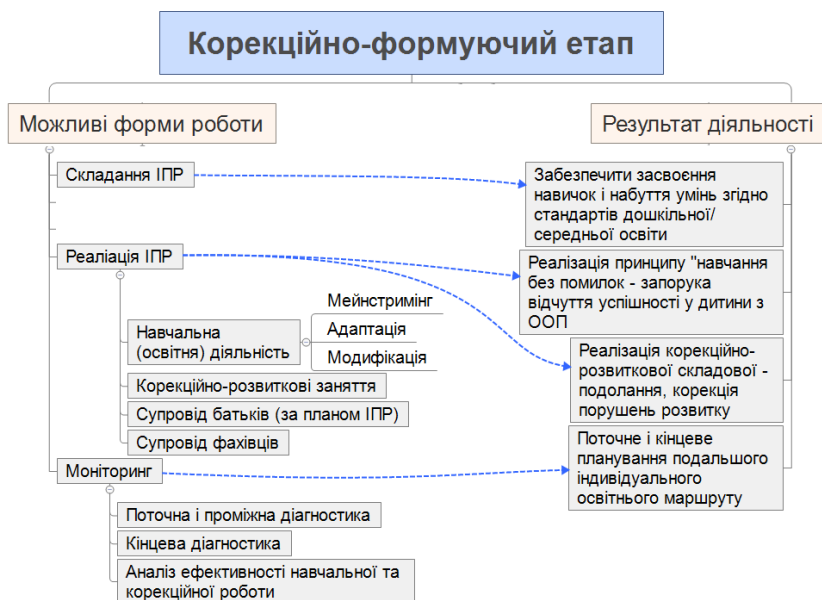 Корекційно-формуючий етап
Можливі форми роботи
Результат діяльності
Складання ІПР
Забезпечити засвоєння
навичок і набуття умінь згідно
стандартів дошкільної/
середньої освіти
Реаліація ІПР
Реалізація принципу "навчання
без помилок - запорука
відчуття успішності у дитини з
ООП
Навчальна
(освітня) діяльність
Мейнстримінг
Адаптація
Модифікація
Реалізація корекційно-
розвиткової складової -
подолання, корекція
порушень розвитку
Корекційно-розвиткові заняття
Супровід батьків (за планом ІПР)
Супровід фахівців
Моніторинг
Поточне і кінцеве
планування подальшого
індивідуального
освітнього маршруту
Поточна і проміжна діагностика
Кінцева діагностика
Аналіз ефективності навчальної та
корекційної роботи